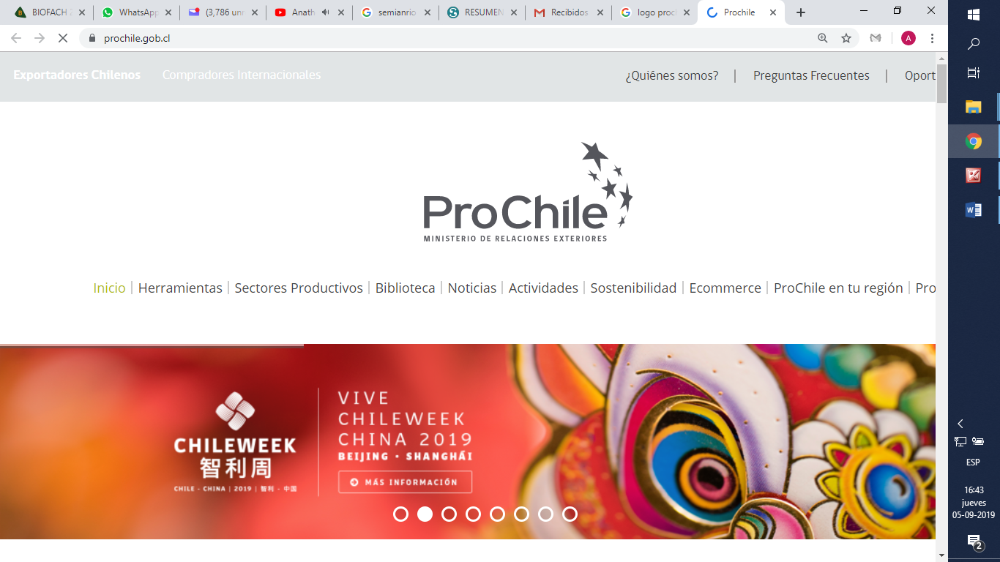 BIOFACH 2
WhatsApp
(3,786 unr
Anath
semianrio
RESUMEN
Recibidos
logo proc
Prochile
prochile.gob.cl
A
Exportadores Chilenos
Compradores Internacionales
¿Quiénes somos?
Preguntas Frecuentes
Oport
ProChile
MINISTERIO DE RELACIONES EXTERIORES
Inicio
Herramientas
Sectores Productivos
Biblioteca
Noticias
Actividades
Sostenibilidad
Ecommerce
ProChile en tu región
Pro
CHILEWEEK
智利周
CHILE - CHINA | 2019 | 智利 - 中国
VIVE
CHILEWEEK
CHINA 2019
BEIJING · SHANGHÁI
MÁS INFORMACIÓN
ESP
16:43
jueves
05-09-2019
2